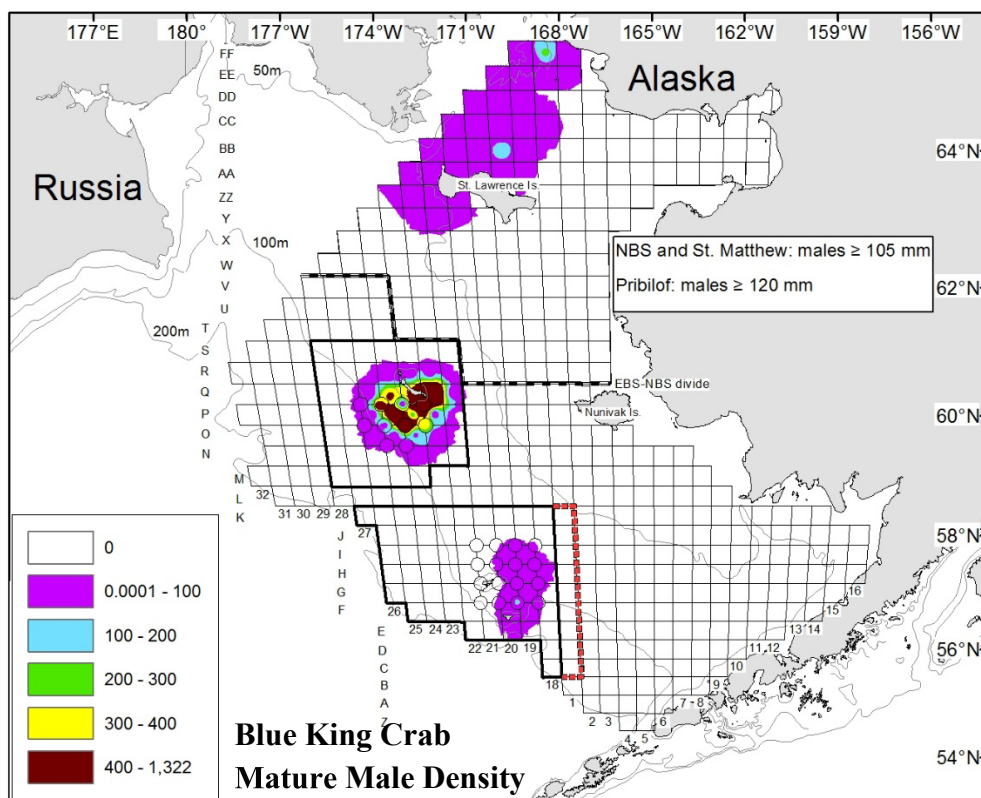 177°E 180° 177°W 174°W 171°W 168°W 165°W 162°W 159°W 156°W
FF
EE
DD
CC
BB
AA
ZZ
Y
X
W
V
U
T
S
R
Q
P
O
N
M
L
K
J
I
H
G
F
E
D
C
B
A
Z
50m
100m
200m
Alaska
Russia
St. Lawrence Is.
64°N
62°N
60°N
58°N
56°N
54°N
NBS and St. Matthew: males ≥ 105 mm
Pribilof: males ≥ 120 mm
EBS-NBS divide
Nunivak Is.
32
31 30 29 28
27
26
25 24 23
22 21 20 19
18
1
2 3
4 5
6
7 - 8
9
10
11 12
13 14
15
16
0
0.0001 - 100
100 - 200
200 - 300
300 - 400
400 - 1,322
Blue King Crab
Mature Male Density